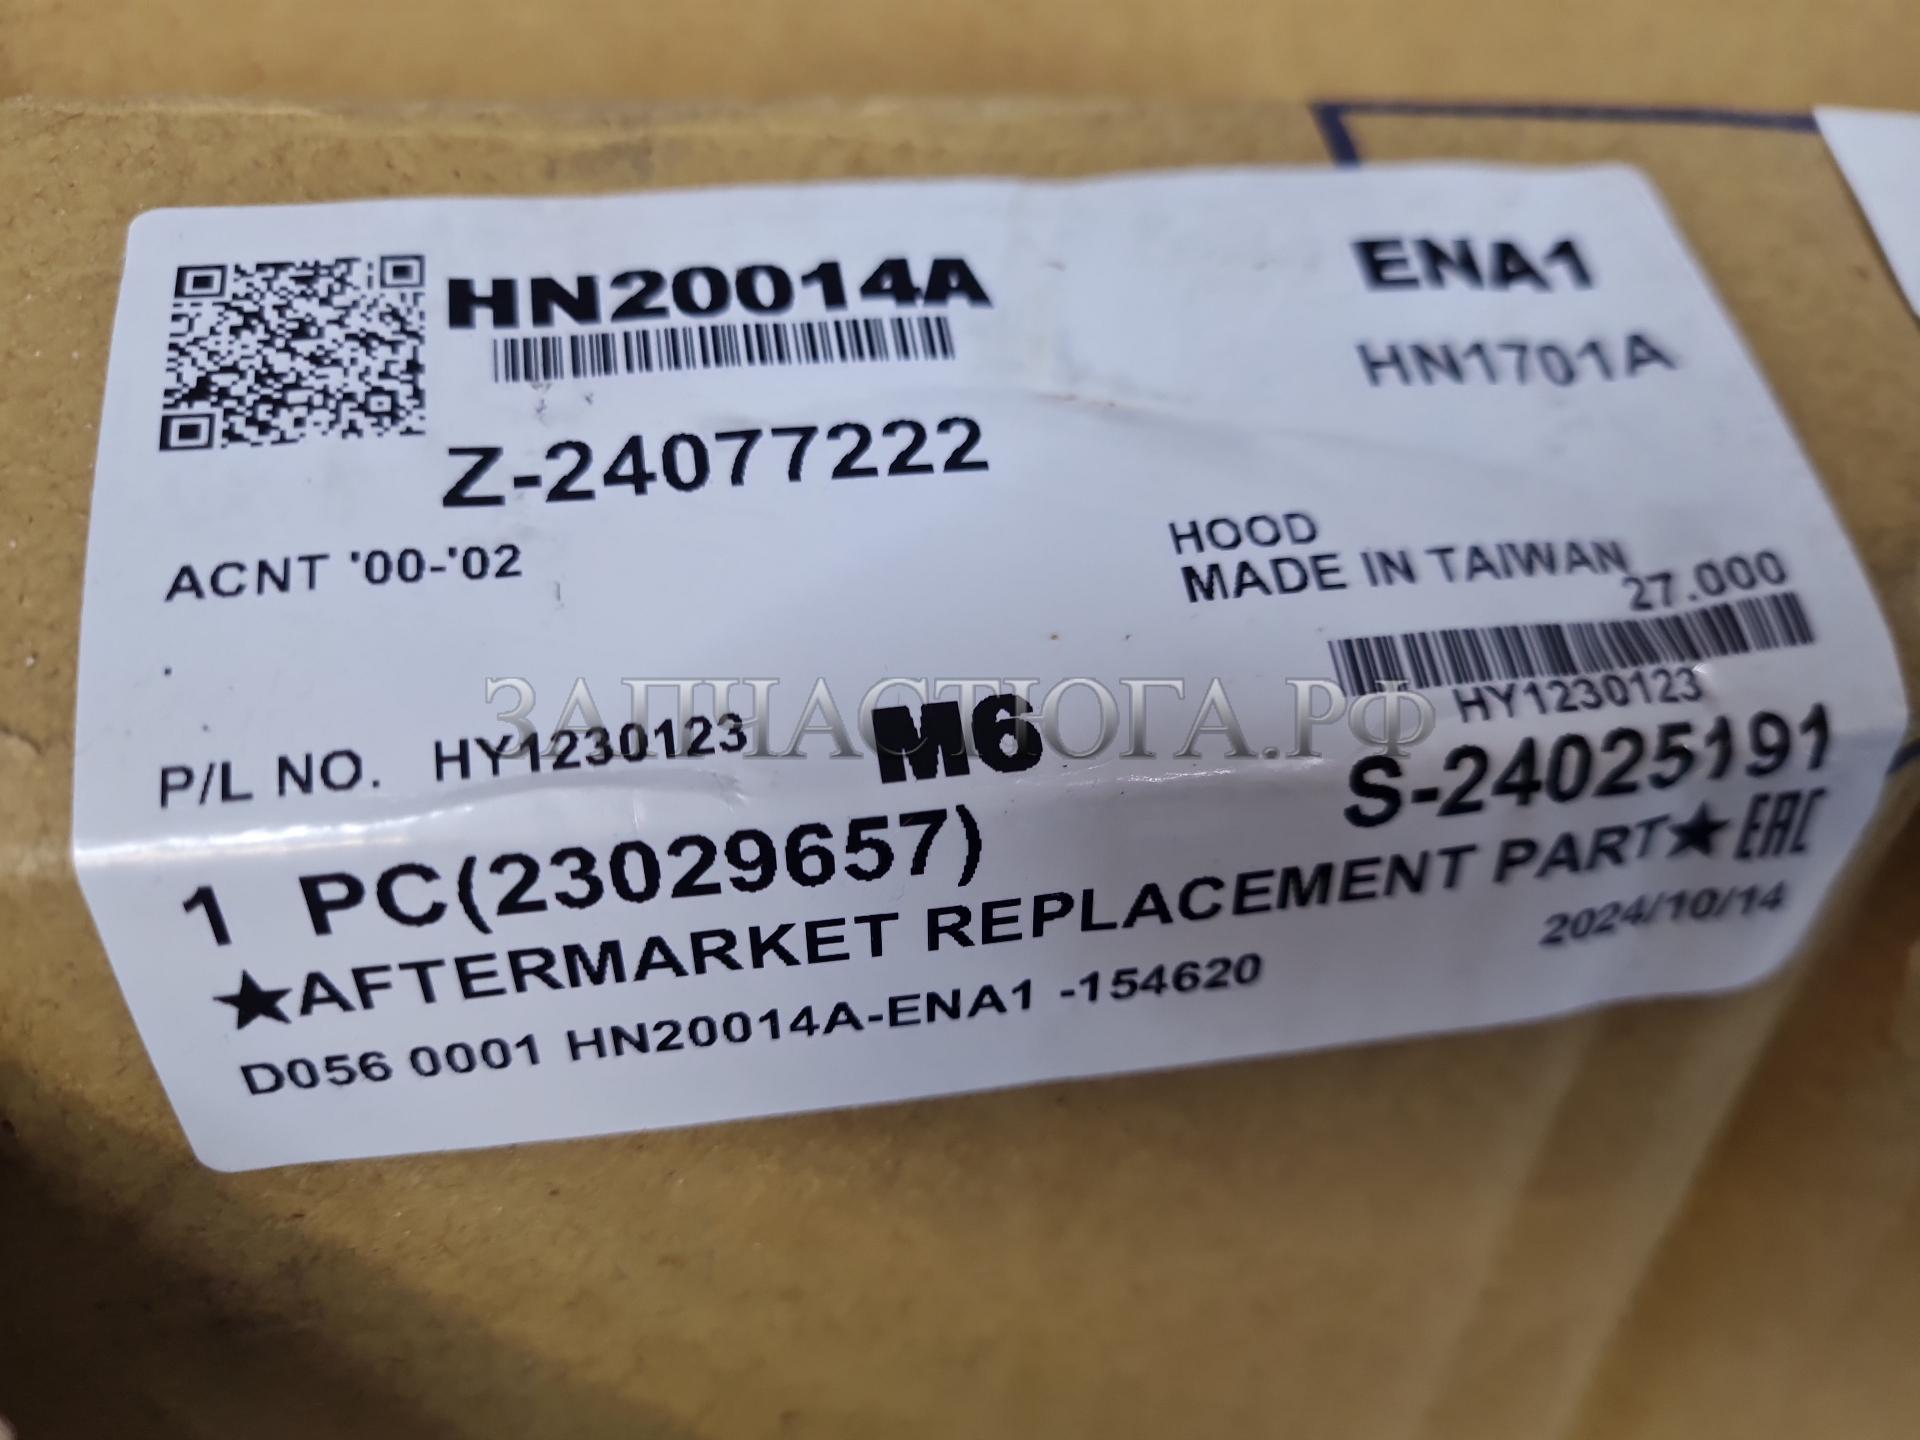 HN20014A
ENA1
HN1701A
Z-24077222
ACNT '00-'02
HOOD
MADE IN TAIWAN
27.000
HY1230123
P/L NO. HY1230123 M6
S-24025191
1 PC(23029657)
★AFTERMARKET REPLACEMENT PART★ EAC
2024/10/14
D056 0001 HN20014A-ENA1 -154620
ЗАПЧАСТЮГА.РФ